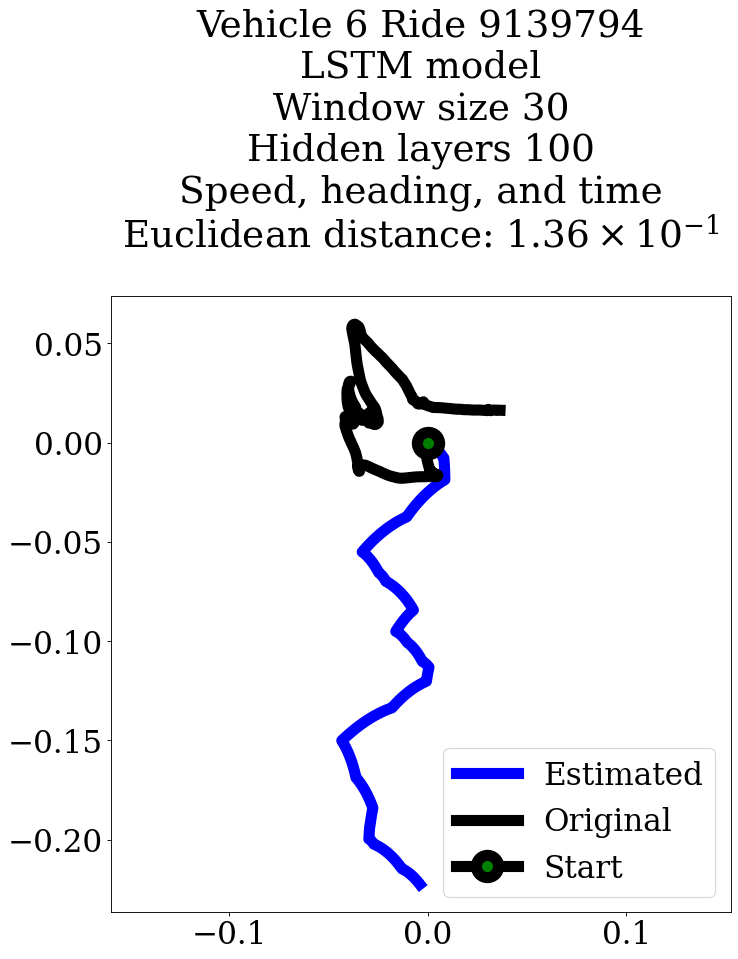 Vehicle 6 Ride 9139794
LSTM model
Window size 30
Hidden layers 100
Speed, heading, and time
Euclidean distance: 1.36 × 10⁻¹
0.05
0.00
−0.05
−0.10
−0.15
−0.20
−0.1
0.0
0.1
Estimated
Original
Start